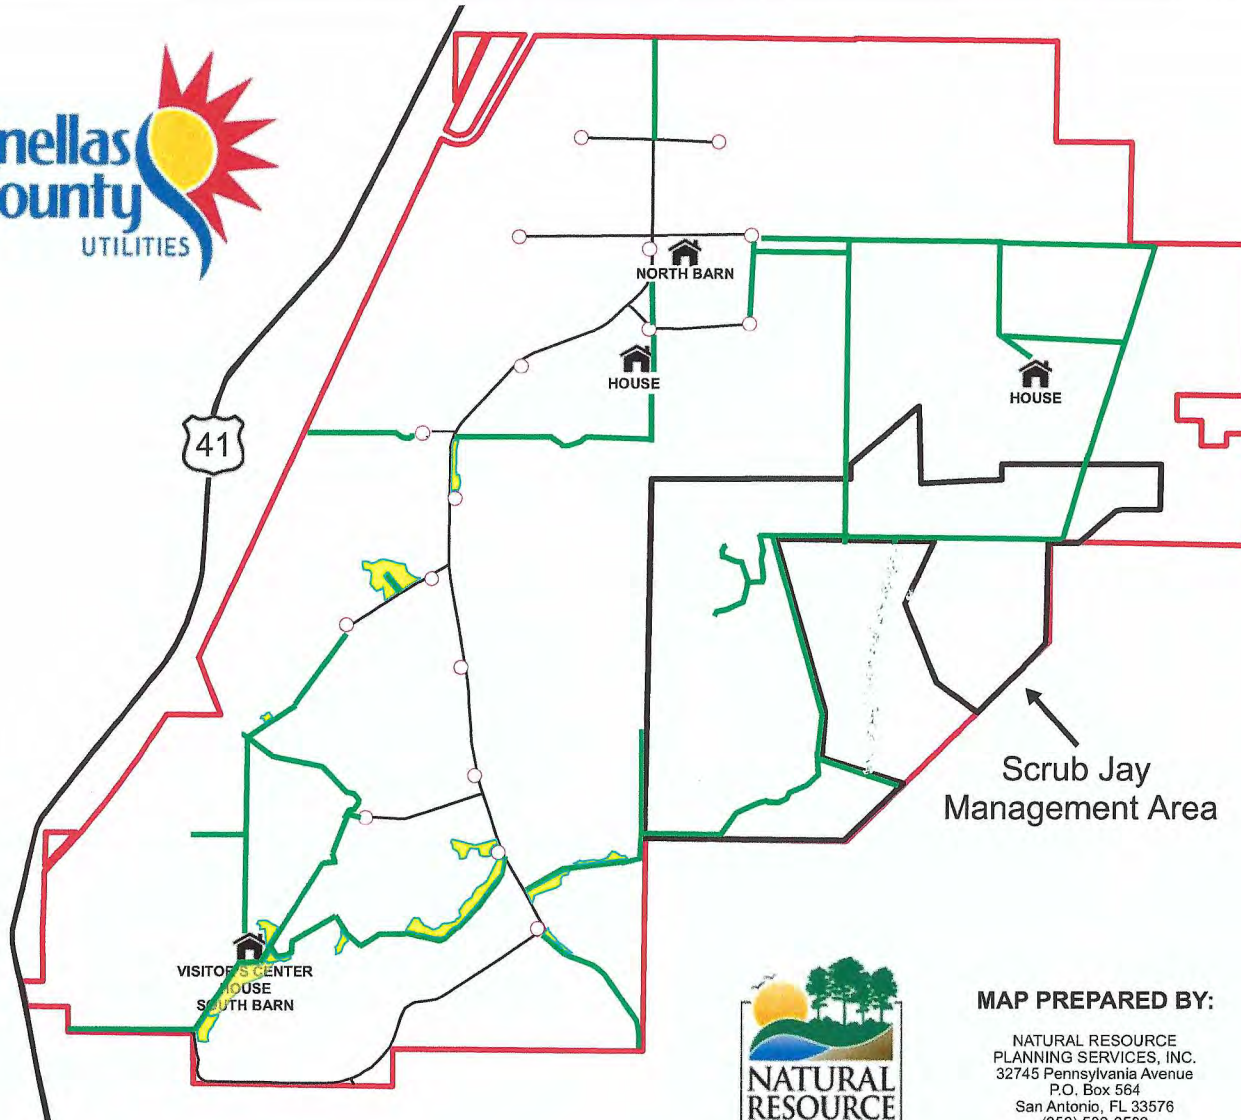 nellas
ounty
UTILITIES
NORTH BARN
HOUSE
HOUSE
41
Scrub Jay
Management Area
VISITOR'S CENTER
HOUSE
SOUTH BARN
MAP PREPARED BY:
NATURAL RESOURCE
PLANNING SERVICES, INC.
32745 Pennsylvania Avenue
P.O. Box 564
San Antonio, FL 33576
NATURAL
RESOURCE